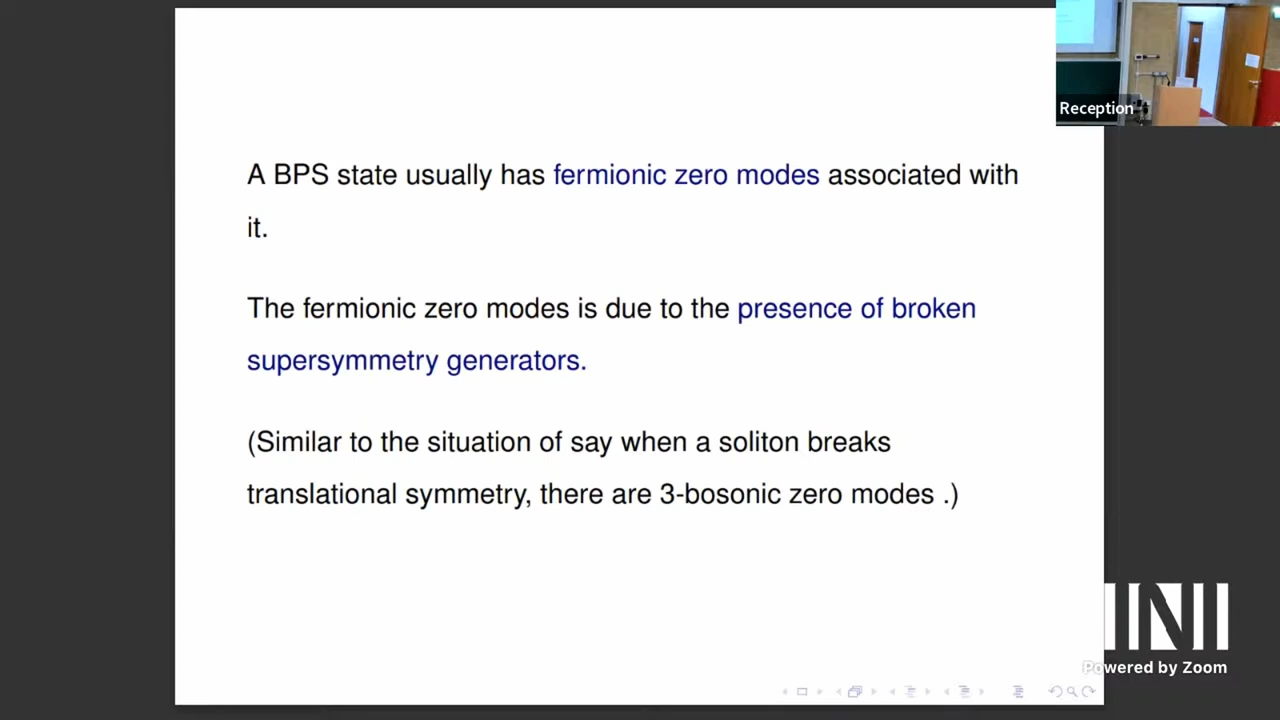 Reception
A BPS state usually has fermionic zero modes associated with
it.
The fermionic zero modes is due to the presence of broken
supersymmetry generators.
(Similar to the situation of say when a soliton breaks
translational symmetry, there are 3-bosonic zero modes .)
INI
Powered by Zoom